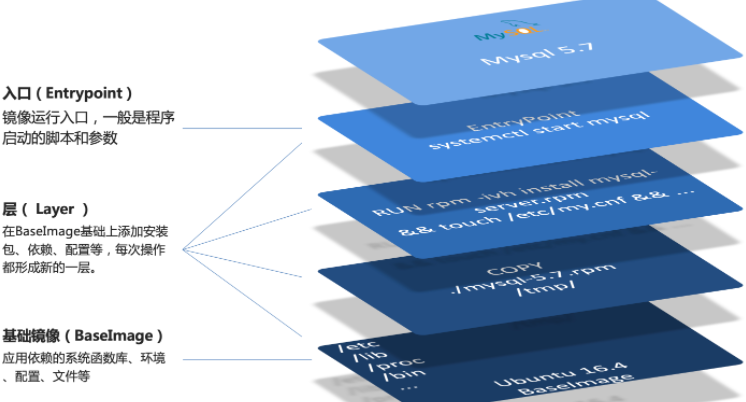 入口（Entrypoint）
镜像运行入口，一般是程序
启动的脚本和参数
层（ Layer ）
在BaseImage基础上添加安装
包、依赖、配置等，每次操作
都形成新的一层。
基础镜像（BaseImage）
应用依赖的系统函数库、环境
、配置、文件等
MySQL
Mysql 5.7
EntryPoint
systemctl start mysql
RUN rpm -ivh install mysql-
server.rpm
&& touch /etc/my.cnf && ...
COPY
./mysql-5.7.rpm
/tmp/
/etc
/lib
/proc
/bin
...
Ubuntu 16.4
BaseImage